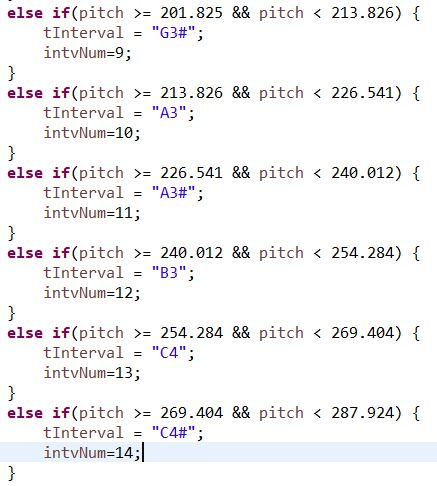 else if(pitch >= 201.825 && pitch < 213.826) {
    tInterval = "G3#";
    intvNum=9;
}
else if(pitch >= 213.826 && pitch < 226.541) {
    tInterval = "A3";
    intvNum=10;
}
else if(pitch >= 226.541 && pitch < 240.012) {
    tInterval = "A3#";
    intvNum=11;
}
else if(pitch >= 240.012 && pitch < 254.284) {
    tInterval = "B3";
    intvNum=12;
}
else if(pitch >= 254.284 && pitch < 269.404) {
    tInterval = "C4";
    intvNum=13;
}
else if(pitch >= 269.404 && pitch < 287.924) {
    tInterval = "C4#";
    intvNum=14;
}